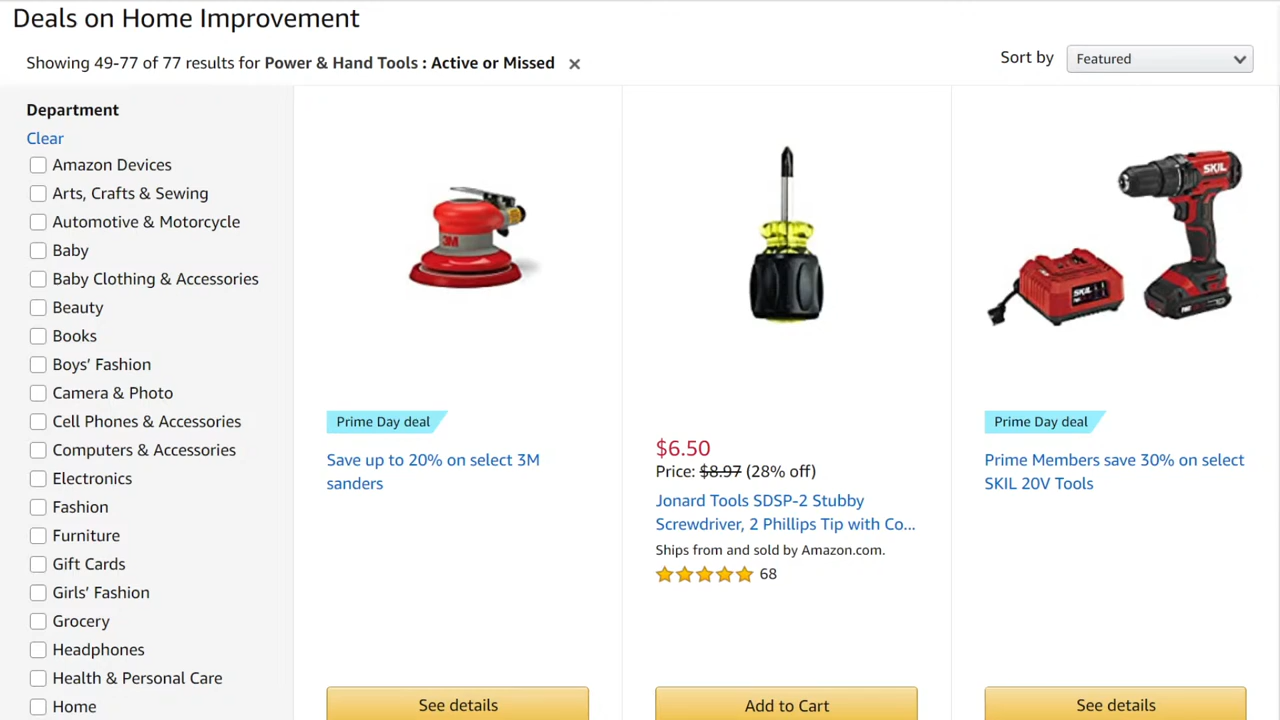 Deals on Home Improvement
Showing 49-77 of 77 results for Power & Hand Tools : Active or Missed ×
Sort by Featured
Department
Clear
Amazon Devices
Arts, Crafts & Sewing
Automotive & Motorcycle
Baby
Baby Clothing & Accessories
Beauty
Books
Boys’ Fashion
Camera & Photo
Cell Phones & Accessories
Computers & Accessories
Electronics
Fashion
Furniture
Gift Cards
Girls’ Fashion
Grocery
Headphones
Health & Personal Care
Home
3M
Prime Day deal
Save up to 20% on select 3M
sanders
See details
$6.50
Price: $8.97 (28% off)
Jonard Tools SDSP-2 Stubby
Screwdriver, 2 Phillips Tip with Co...
Ships from and sold by Amazon.com.
68
Add to Cart
SKIL
SKIL
Prime Day deal
Prime Members save 30% on select
SKIL 20V Tools
See details